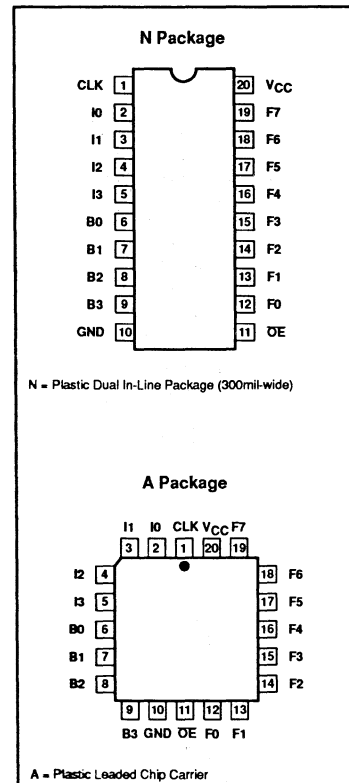 N Package
CLK 1 20 VCC
I0 2 19 F7
I1 3 18 F6
I2 4 17 F5
I3 5 16 F4
B0 6 15 F3
B1 7 14 F2
B2 8 13 F1
B3 9 12 F0
GND 10 11 O̅E̅
N = Plastic Dual In-Line Package (300mil-wide)
A Package
I1 I0 CLK VCC F7
3 2 1 20 19
I2 4 18 F6
I3 5 17 F5
B0 6 16 F4
B1 7 15 F3
B2 8 14 F2
9 10 11 12 13
B3 GND O̅E̅ F0 F1
A = Plastic Leaded Chip Carrier